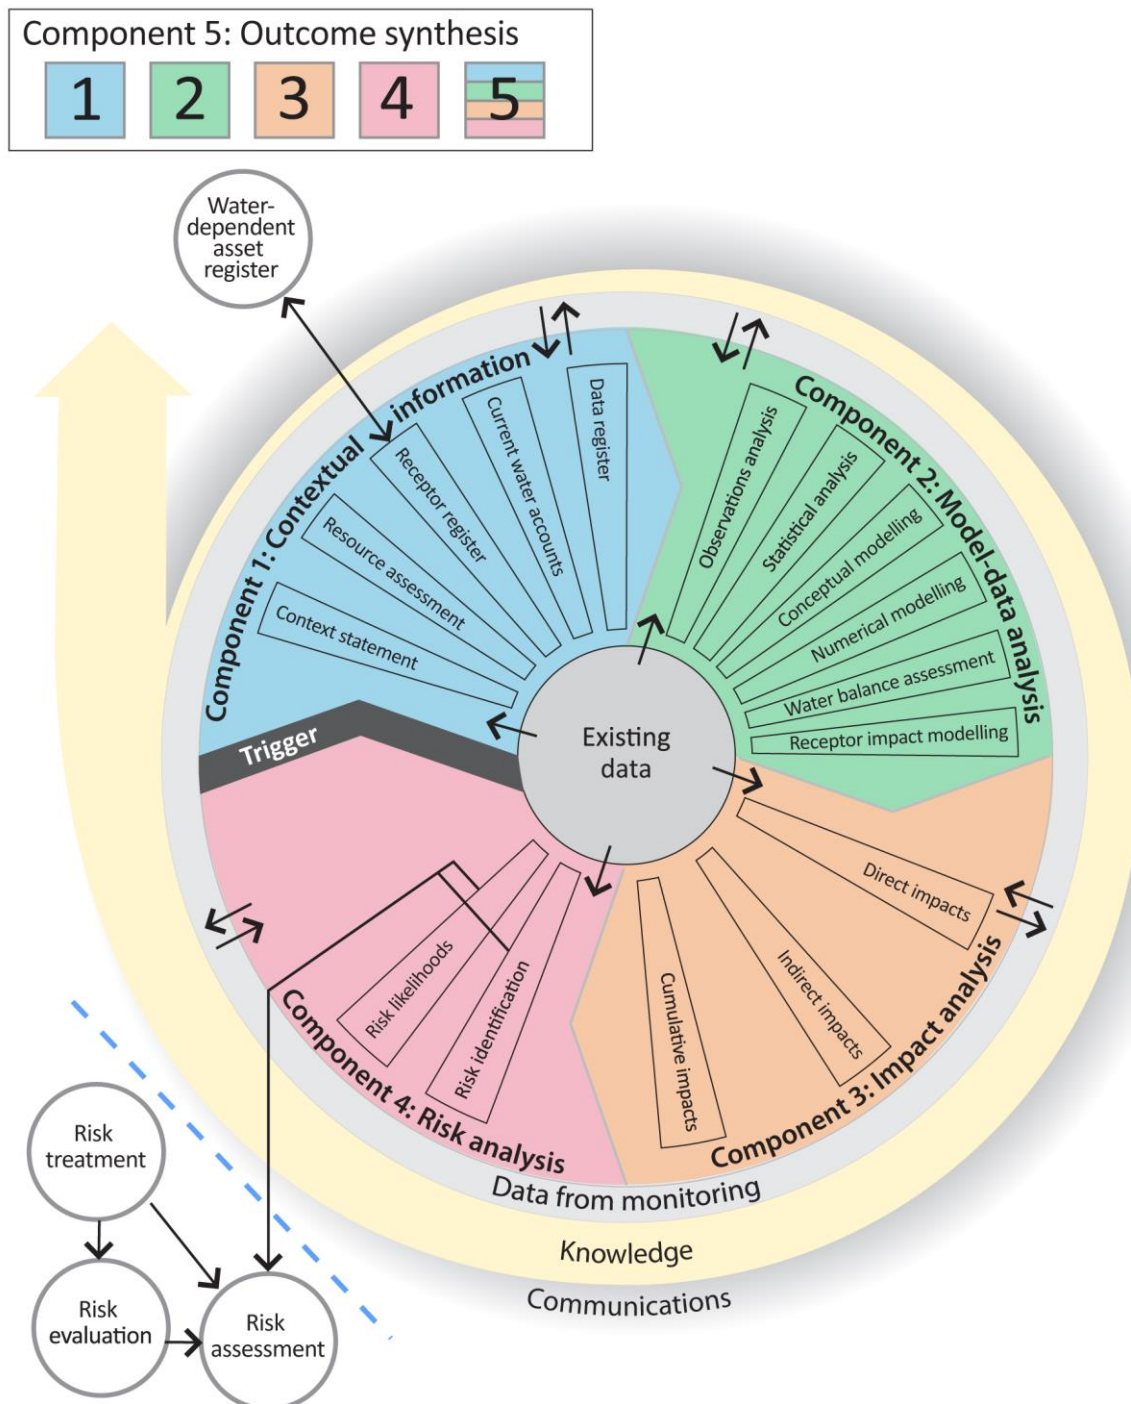 Component 5: Outcome synthesis
1 2 3 4 5
Water-
dependent
asset
register
Component 1: Contextual information
Context statement
Resource assessment
Receptor register
Current water accounts
Data register
Component 2: Model-data analysis
Observations analysis
Statistical analysis
Conceptual modelling
Numerical modelling
Water balance assessment
Receptor impact modelling
Trigger
Existing
data
Component 3: Impact analysis
Direct impacts
Indirect impacts
Cumulative impacts
Component 4: Risk analysis
Risk likelihoods
Risk identification
Data from monitoring
Knowledge
Communications
Risk
treatment
Risk
evaluation
Risk
assessment